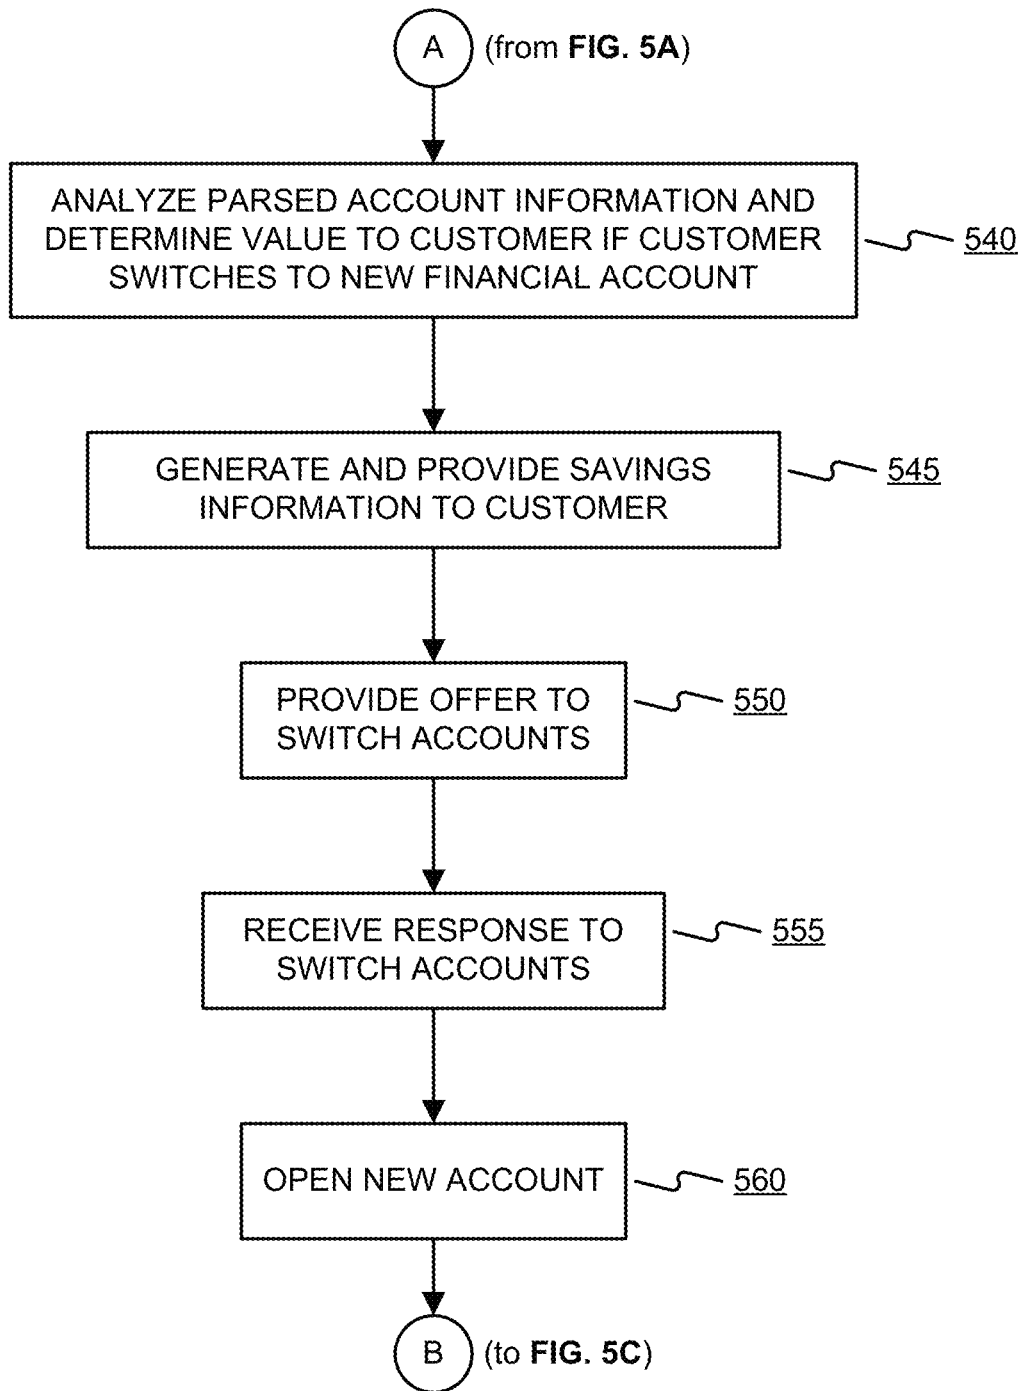 A (from FIG. 5A)
ANALYZE PARSED ACCOUNT INFORMATION AND
DETERMINE VALUE TO CUSTOMER IF CUSTOMER
SWITCHES TO NEW FINANCIAL ACCOUNT
540
GENERATE AND PROVIDE SAVINGS
INFORMATION TO CUSTOMER
545
PROVIDE OFFER TO
SWITCH ACCOUNTS
550
RECEIVE RESPONSE TO
SWITCH ACCOUNTS
555
OPEN NEW ACCOUNT
560
B (to FIG. 5C)